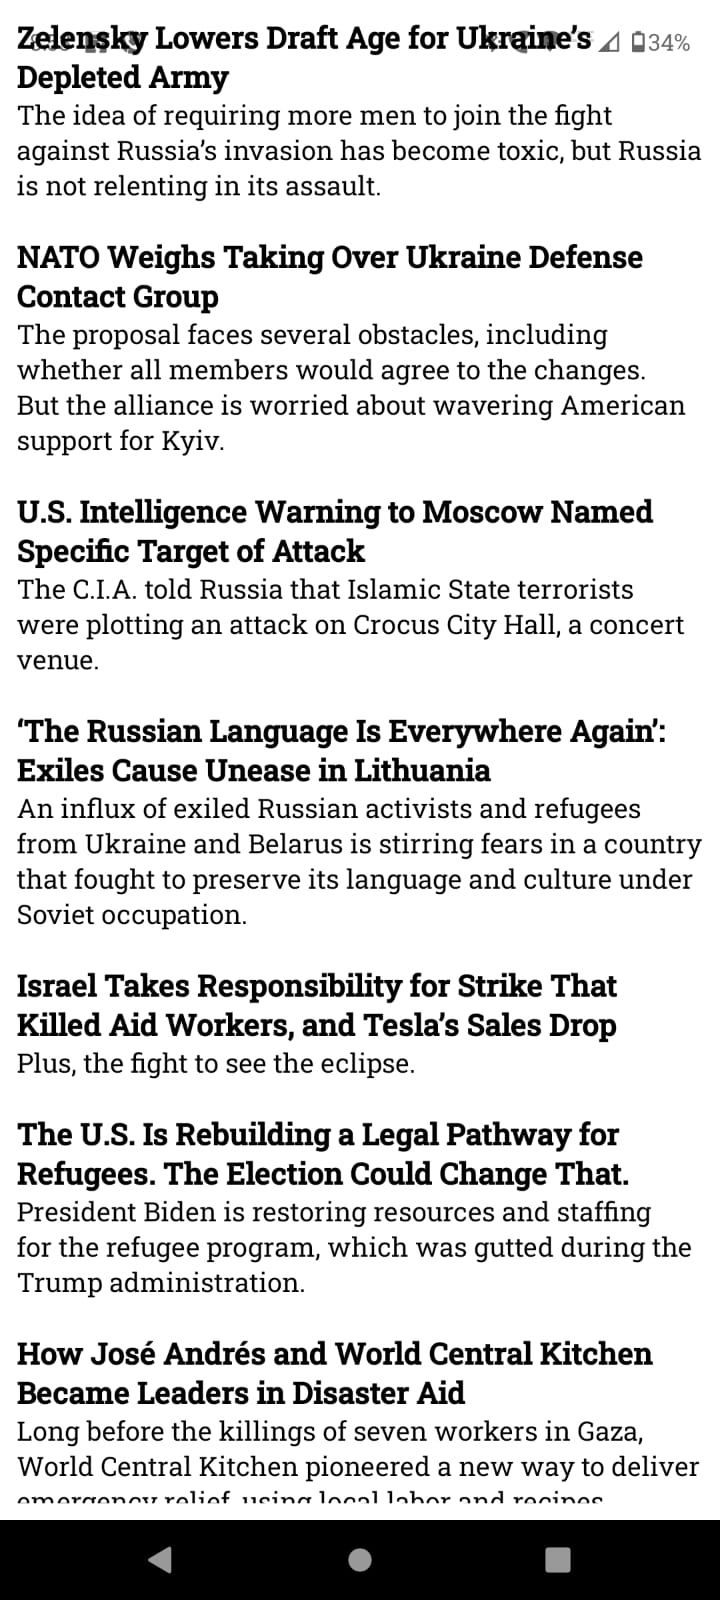 Zelensky Lowers Draft Age for Ukraine’s
34%
Depleted Army
The idea of requiring more men to join the fight
against Russia’s invasion has become toxic, but Russia
is not relenting in its assault.
NATO Weighs Taking Over Ukraine Defense
Contact Group
The proposal faces several obstacles, including
whether all members would agree to the changes.
But the alliance is worried about wavering American
support for Kyiv.
U.S. Intelligence Warning to Moscow Named
Specific Target of Attack
The C.I.A. told Russia that Islamic State terrorists
were plotting an attack on Crocus City Hall, a concert
venue.
‘The Russian Language Is Everywhere Again’:
Exiles Cause Unease in Lithuania
An influx of exiled Russian activists and refugees
from Ukraine and Belarus is stirring fears in a country
that fought to preserve its language and culture under
Soviet occupation.
Israel Takes Responsibility for Strike That
Killed Aid Workers, and Tesla’s Sales Drop
Plus, the fight to see the eclipse.
The U.S. Is Rebuilding a Legal Pathway for
Refugees. The Election Could Change That.
President Biden is restoring resources and staffing
for the refugee program, which was gutted during the
Trump administration.
How José Andrés and World Central Kitchen
Became Leaders in Disaster Aid
Long before the killings of seven workers in Gaza,
World Central Kitchen pioneered a new way to deliver
emergency relief, using local labor and recipes